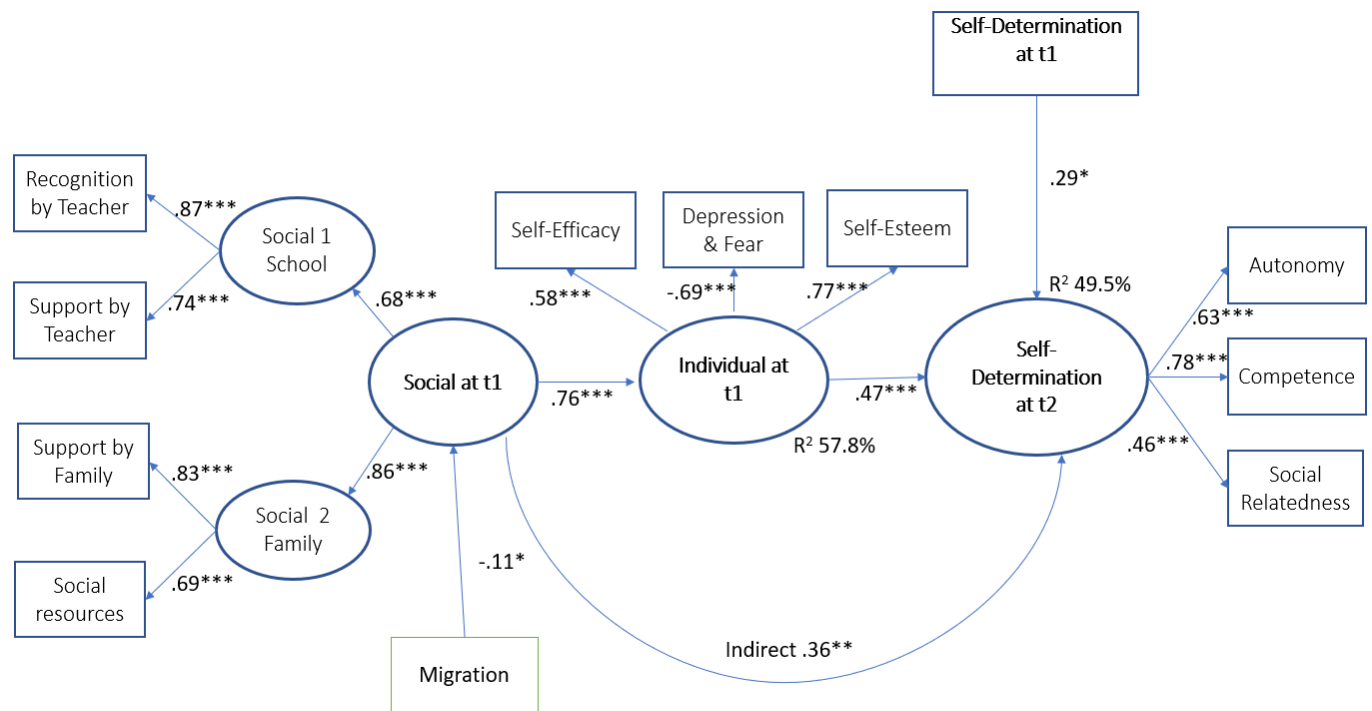 Self-Determination
at t1
.29*
Recognition
by Teacher
.87***
Social 1
School
Support by
Teacher
.74***
.68***
Self-Efficacy
.58***
Depression
& Fear
-.69***
Self-Esteem
.77***
R² 49.5%
Autonomy
.63***
Social at t1
.76***
Individual at
t1
R² 57.8%
.47***
Self-
Determination
at t2
.78***
Competence
.46***
Social
Relatedness
Support by
Family
.83***
.86***
Social 2
Family
Social
resources
.69***
-.11*
Migration
Indirect .36**